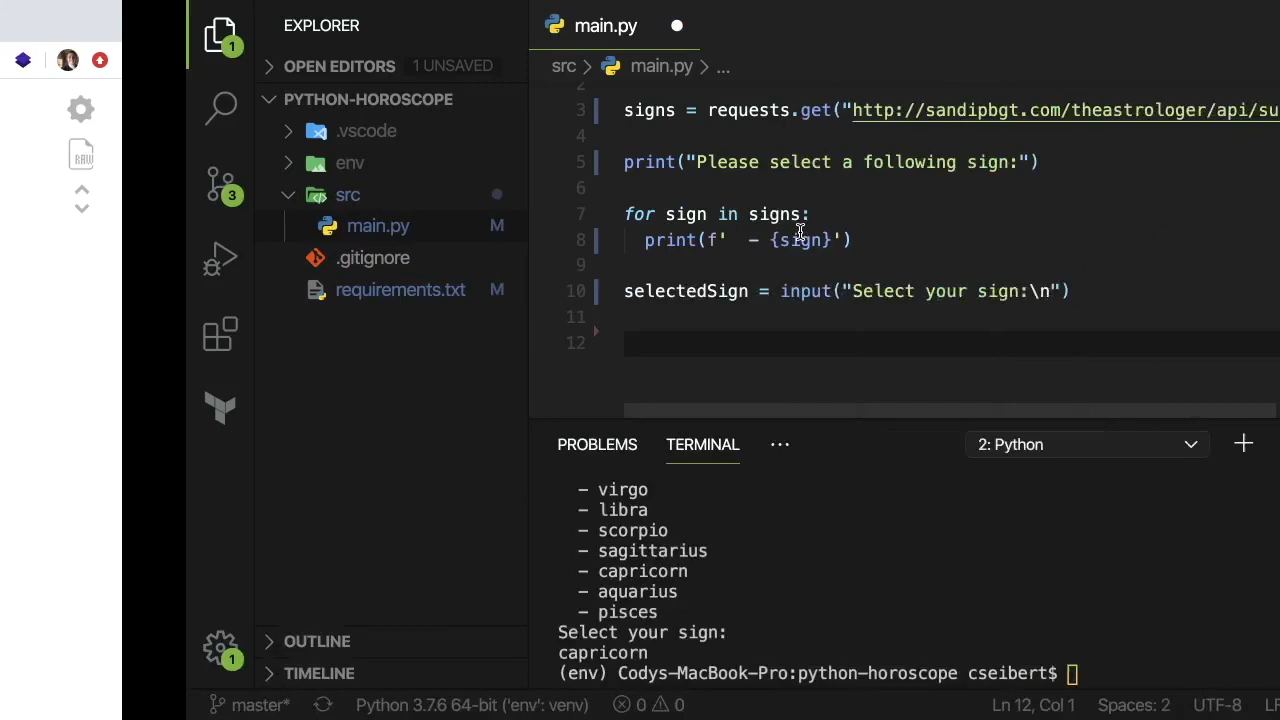 EXPLORER
OPEN EDITORS 1 UNSAVED
PYTHON-HOROSCOPE
.vscode
env
src
main.py M
.gitignore
requirements.txt M
OUTLINE
TIMELINE
1
3
1
RAW
main.py
src > main.py > ...
2
3 signs = requests.get("http://sandipbgt.com/theastrologer/api/su
4
5 print("Please select a following sign:")
6
7 for sign in signs:
8 print(f'  - {sign}')
9
10 selectedSign = input("Select your sign:\n")
11
12
PROBLEMS TERMINAL ... 2: Python
- virgo
- libra
- scorpio
- sagittarius
- capricorn
- aquarius
- pisces
Select your sign:
capricorn
(env) Codys-MacBook-Pro:python-horoscope cseibert$
master* Python 3.7.6 64-bit ('env': venv) 0 0 Ln 12, Col 1 Spaces: 2 UTF-8 LF